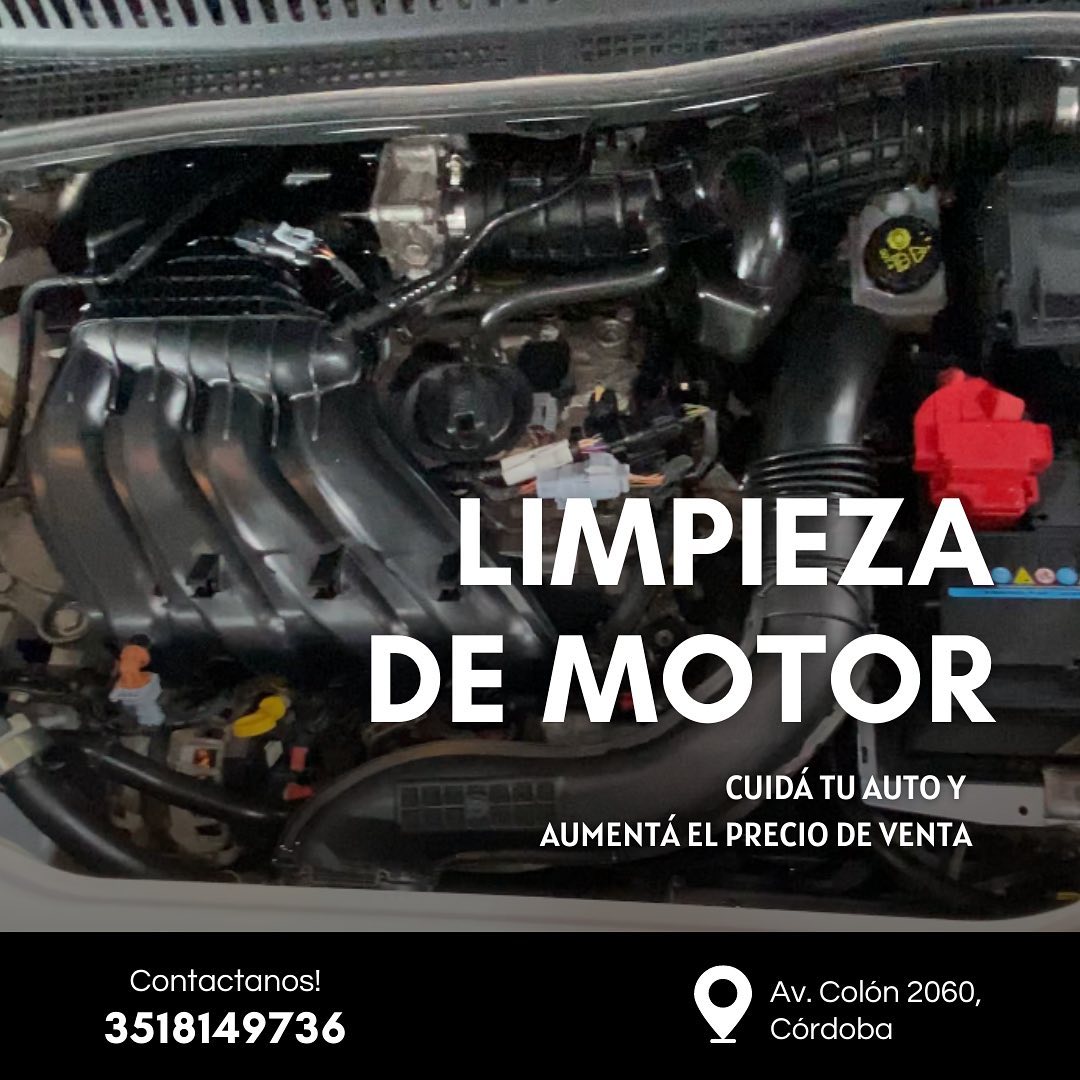 LIMPIEZA
DE MOTOR
CUIDÁ TU AUTO Y
AUMENTÁ EL PRECIO DE VENTA
Contactanos!
3518149736
Av. Colón 2060,
Córdoba